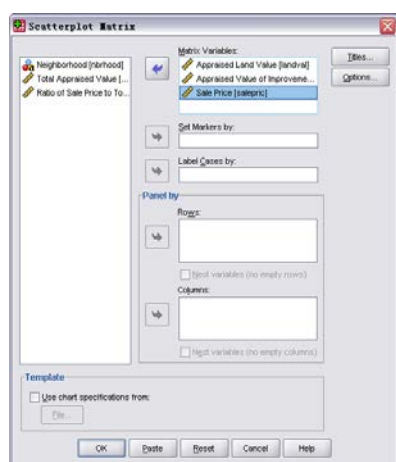 Scatterplot Matrix
Neighborhood [nbrhood]
Total Appraised Value [...
Ratio of Sale Price to To...
Matrix Variables:
Appraised Land Value [landval]
Appraised Value of Improveme...
Sale Price [salepric]
Titles...
Options...
Set Markers by:
Label Cases by:
Panel by
Rows:
Nest variables (no empty rows)
Columns:
Nest variables (no empty columns)
Template
Use chart specifications from:
File...
OK
Paste
Reset
Cancel
Help